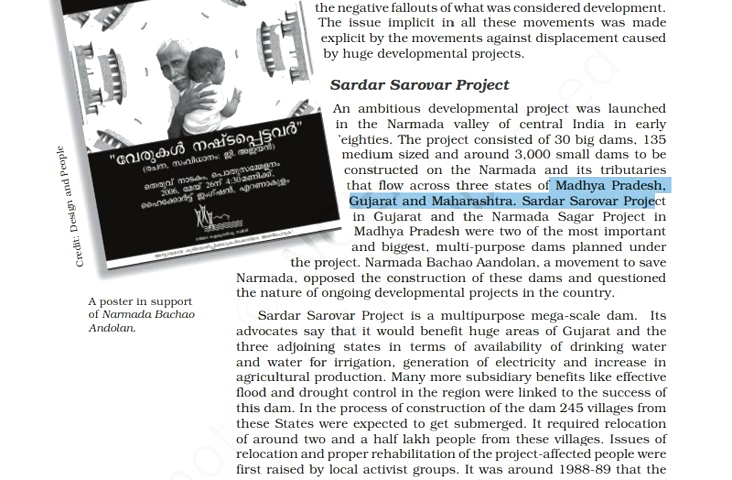 the negative fallouts of what was considered development.
The issue implicit in all these movements was made
explicit by the movements against displacement caused
by huge developmental projects.
Sardar Sarovar Project
An ambitious developmental project was launched
in the Narmada valley of central India in early
'eighties. The project consisted of 30 big dams, 135
medium sized and around 3,000 small dams to be
constructed on the Narmada and its tributaries
that flow across three states of Madhya Pradesh,
Gujarat and Maharashtra. Sardar Sarovar Project
in Gujarat and the Narmada Sagar Project in
Madhya Pradesh were two of the most important
and biggest, multi-purpose dams planned under
the project. Narmada Bachao Aandolan, a movement to save
Narmada, opposed the construction of these dams and questioned
the nature of ongoing developmental projects in the country.
Sardar Sarovar Project is a multipurpose mega-scale dam. Its
advocates say that it would benefit huge areas of Gujarat and the
three adjoining states in terms of availability of drinking water
and water for irrigation, generation of electricity and increase in
agricultural production. Many more subsidiary benefits like effective
flood and drought control in the region were linked to the success of
this dam. In the process of construction of the dam 245 villages from
these States were expected to get submerged. It required relocation
of around two and a half lakh people from these villages. Issues of
relocation and proper rehabilitation of the project-affected people were
first raised by local activist groups. It was around 1988-89 that the
"വേരുകൾ നഷ്ടപ്പെട്ടവർ"
(രചന, സംവിധാനം: ജി. അജയൻ)
തെരുവ് നാടകം, പൊതുസമ്മേളനം
2006, മേയ് 26ന് 4.30മണിക്ക്,
ഹൈക്കോർട്ട് ജംഗ്ഷൻ, എറണാകുളം
Credit: Design and People
A poster in support
of Narmada Bachao
Andolan.